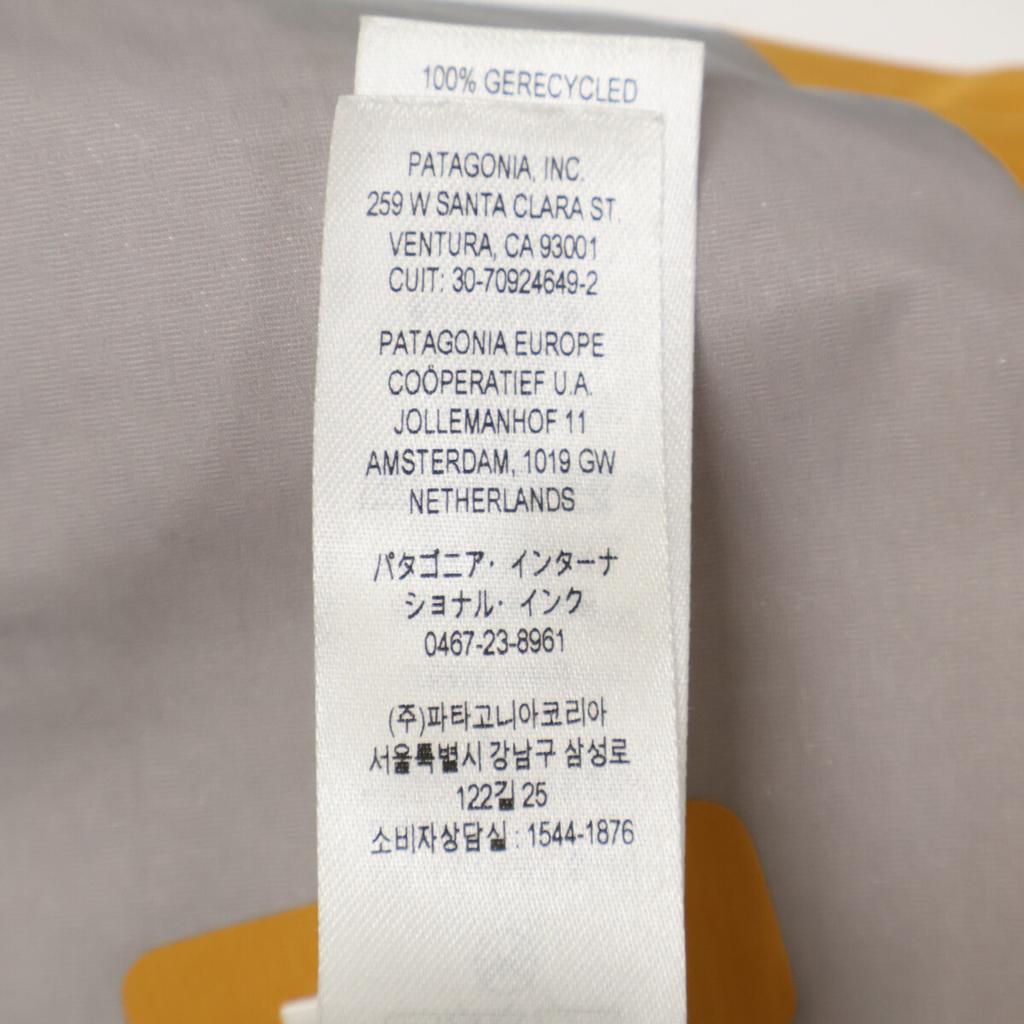 100% GERECYCLED
PATAGONIA, INC.
259 W SANTA CLARA ST.
VENTURA, CA 93001
CUIT: 30-70924649-2
PATAGONIA EUROPE
COÖPERATIEF U.A.
JOLLEMANHOF 11
AMSTERDAM, 1019 GW
NETHERLANDS
パタゴニア・インターナ
ショナル・インク
0467-23-8961
(주)파타고니아코리아
서울특별시 강남구 삼성로
122길 25
소비자상담실 : 1544-1876